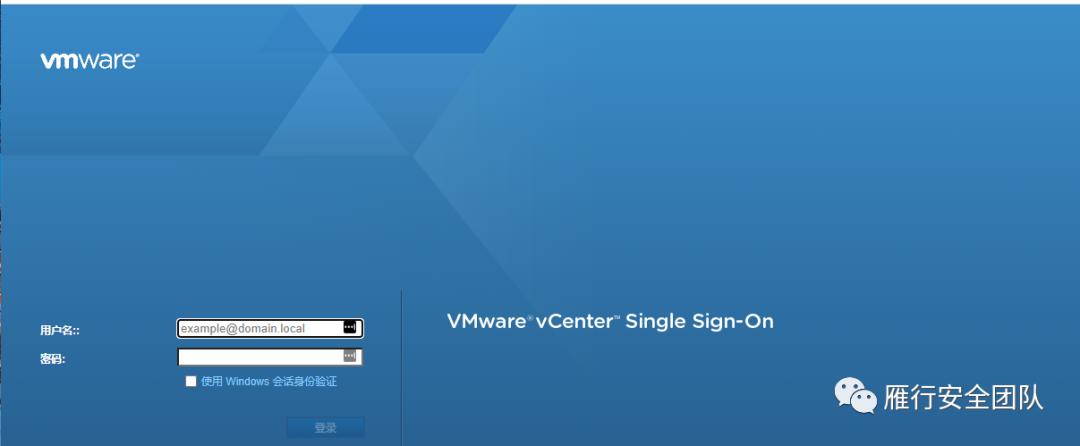 vmware®
用户名::
example@domain.local
密码:
使用 Windows 会话身份验证
登录
VMware® vCenter™ Single Sign-On
雁行安全团队